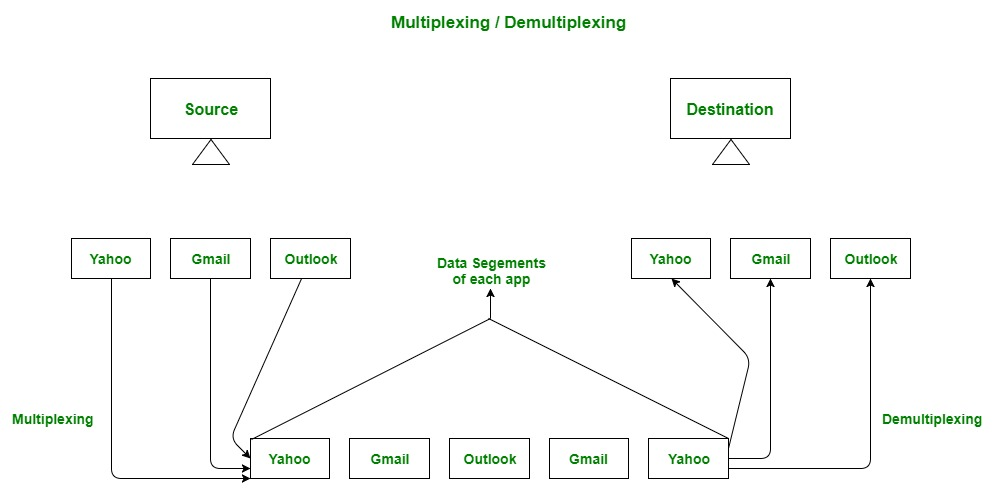 Multiplexing / Demultiplexing
Source
Destination
Yahoo
Gmail
Outlook
Data Segements
of each app
Yahoo
Gmail
Outlook
Multiplexing
Demultiplexing
Yahoo
Gmail
Outlook
Gmail
Yahoo